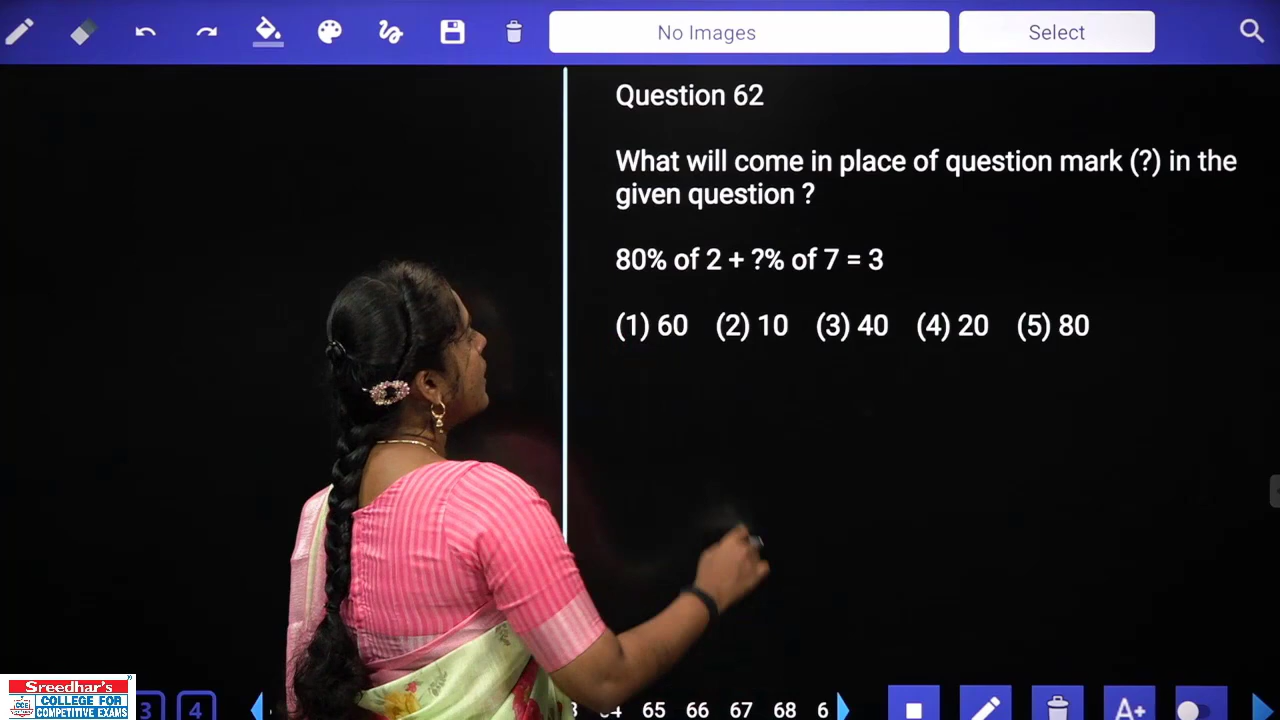 No Images
Select
Question 62
What will come in place of question mark (?) in the
given question ?
80% of 2 + ?% of 7 = 3
(1) 60 (2) 10 (3) 40 (4) 20 (5) 80
Sreedhar's
CCE
COLLEGE FOR
COMPETITIVE EXAMS
3 4
65 66 67 68 6
A+